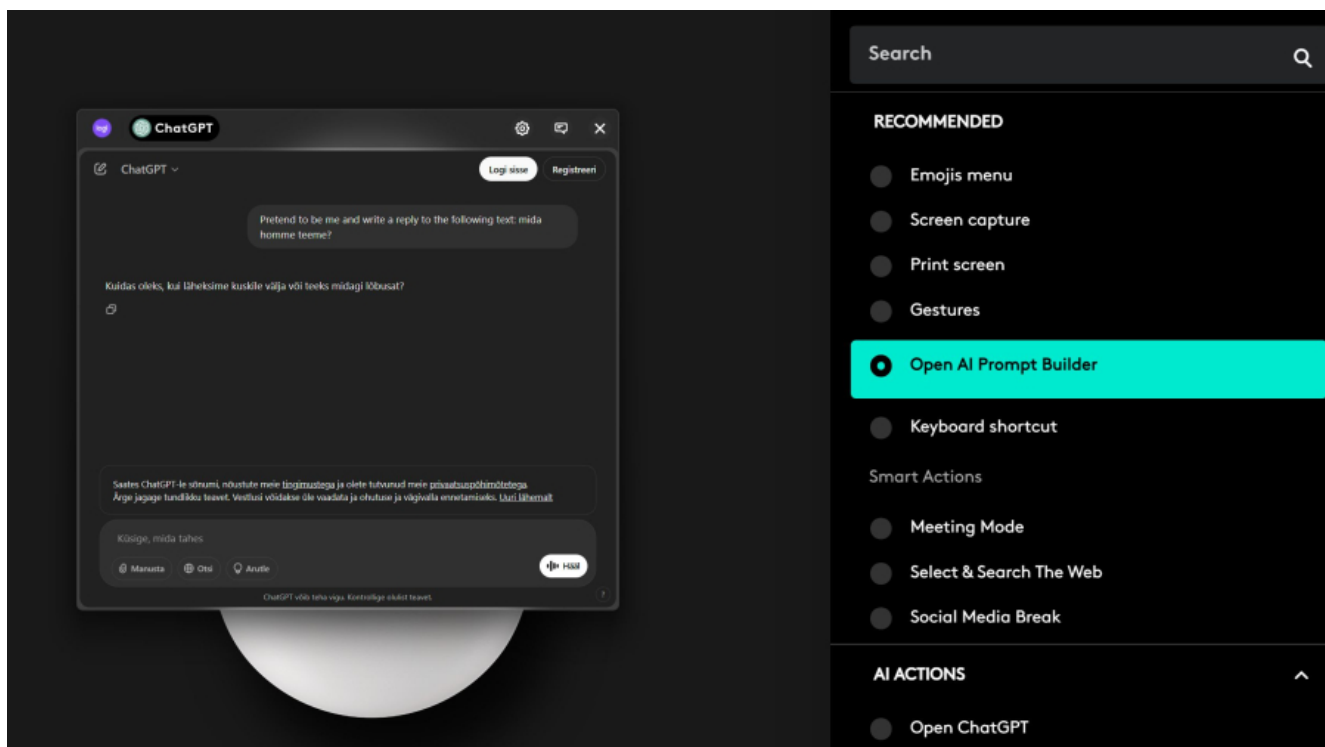 logi
ChatGPT
ChatGPT
Logi sisse
Registreeri
Pretend to be me and write a reply to the following text: mida
homme teeme?
Kuidas oleks, kui läheksime kuskile välja või teeks midagi lõbusat?
Saates ChatGPT-le sõnumi, nõustute meie tingimustega ja olete tutvunud meie privaatsuspõhimõtetega.
Ärge jagage tundlikku teavet. Vestlusi võidakse üle vaadata ja ohutuse ja vägivalla ennetamiseks. Uuri lähemalt
Küsige, mida tahes
Manusta
Otsi
Arutle
Hääl
ChatGPT võib teha vigu. Kontrollige olulist teavet.
?
Search
RECOMMENDED
Emojis menu
Screen capture
Print screen
Gestures
Open AI Prompt Builder
Keyboard shortcut
Smart Actions
Meeting Mode
Select & Search The Web
Social Media Break
AI ACTIONS
Open ChatGPT